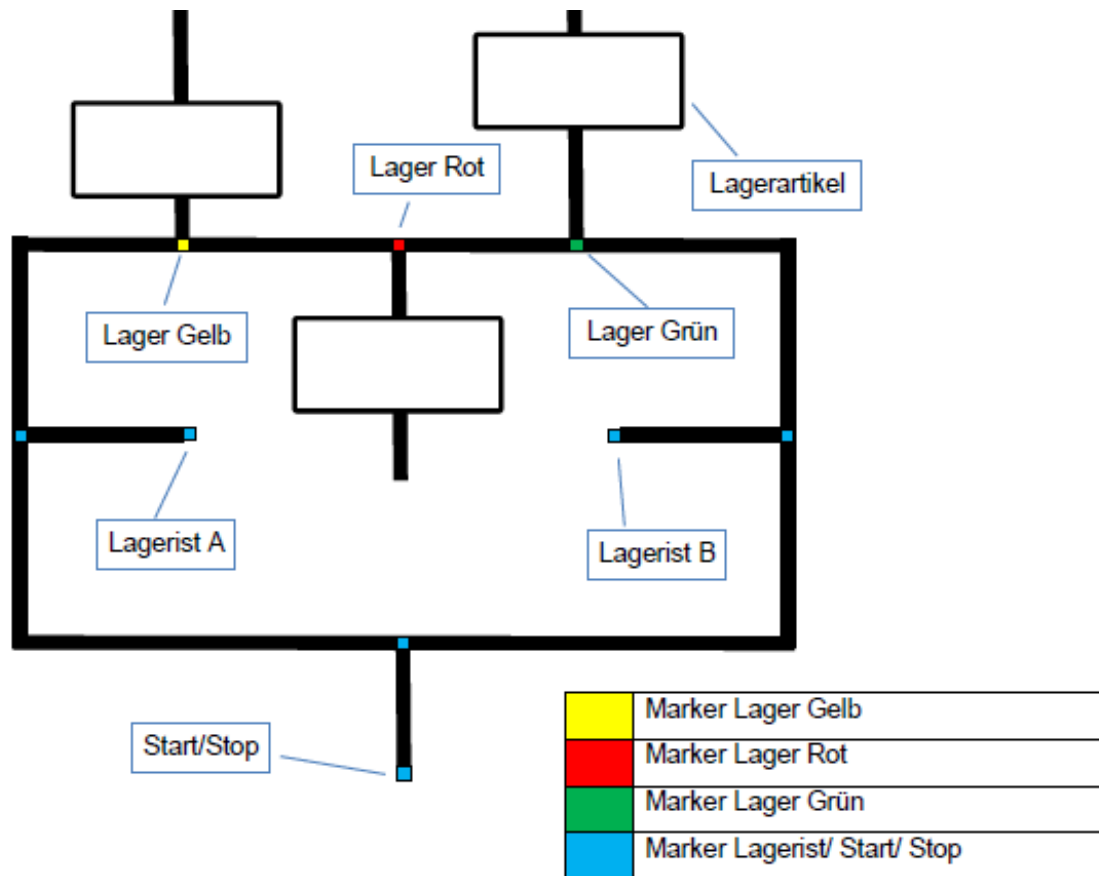 Lager Rot
Lagerartikel
Lager Gelb
Lager Grün
Lagerist A
Lagerist B
Start/Stop
Marker Lager Gelb
Marker Lager Rot
Marker Lager Grün
Marker Lagerist/ Start/ Stop